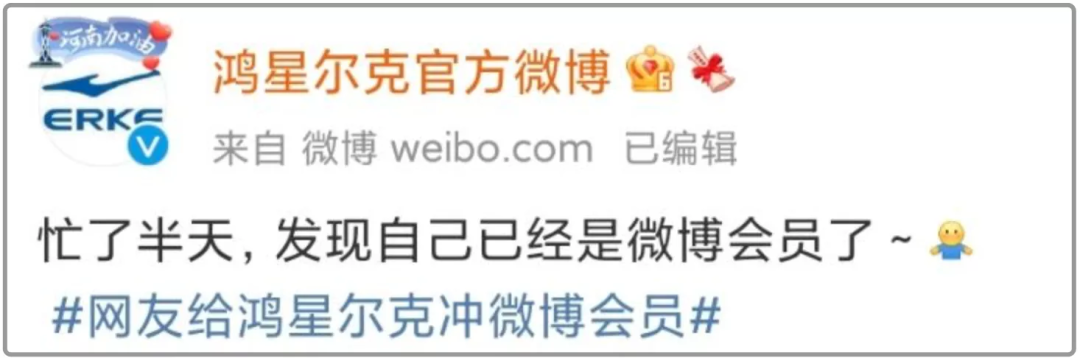 河南加油
ERKE
鸿星尔克官方微博
6
来自 微博 weibo.com 已编辑
忙了半天，发现自己已经是微博会员了~
#网友给鸿星尔克冲微博会员#